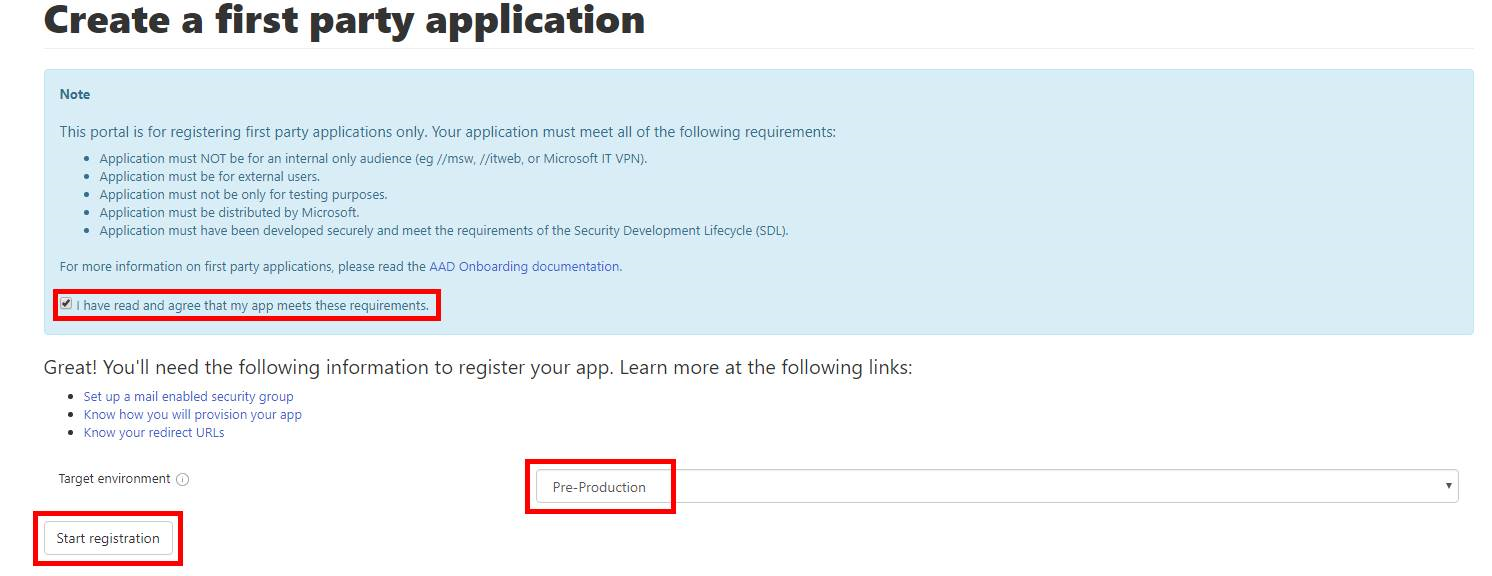 Create a first party application
Note
This portal is for registering first party applications only. Your application must meet all of the following requirements:
Application must NOT be for an internal only audience (eg //msw, //itweb, or Microsoft IT VPN).
Application must be for external users.
Application must not be only for testing purposes.
Application must be distributed by Microsoft.
Application must have been developed securely and meet the requirements of the Security Development Lifecycle (SDL).
For more information on first party applications, please read the AAD Onboarding documentation.
I have read and agree that my app meets these requirements.
Great! You'll need the following information to register your app. Learn more at the following links:
Set up a mail enabled security group
Know how you will provision your app
Know your redirect URLs
Target environment
Pre-Production
Start registration